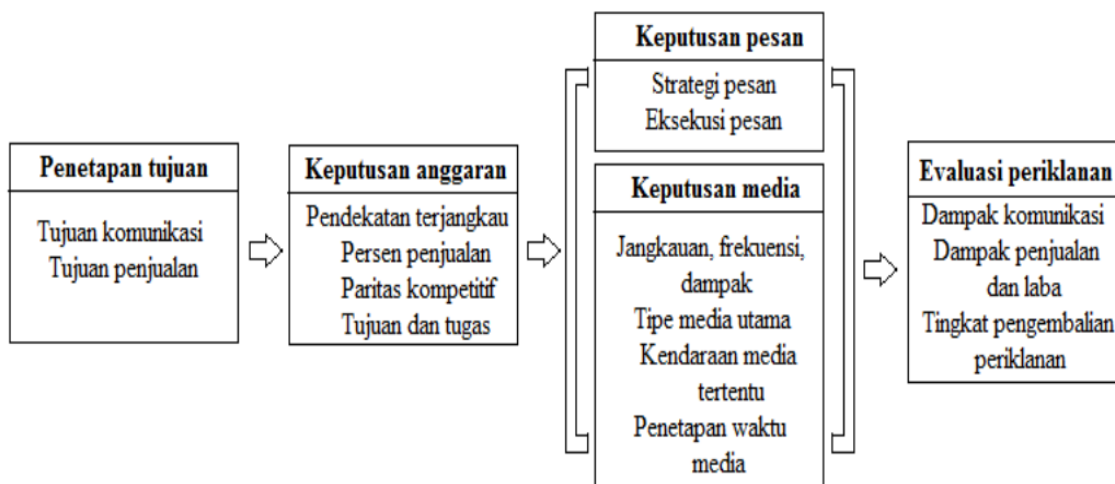 Penetapan tujuan
Tujuan komunikasi
Tujuan penjualan
Keputusan anggaran
Pendekatan terjangkau
Persen penjualan
Paritas kompetitif
Tujuan dan tugas
Keputusan pesan
Strategi pesan
Eksekusi pesan
Keputusan media
Jangkauan, frekuensi,
dampak
Tipe media utama
Kendaraan media
tertentu
Penetapan waktu
media
Evaluasi periklanan
Dampak komunikasi
Dampak penjualan
dan laba
Tingkat pengembalian
periklanan